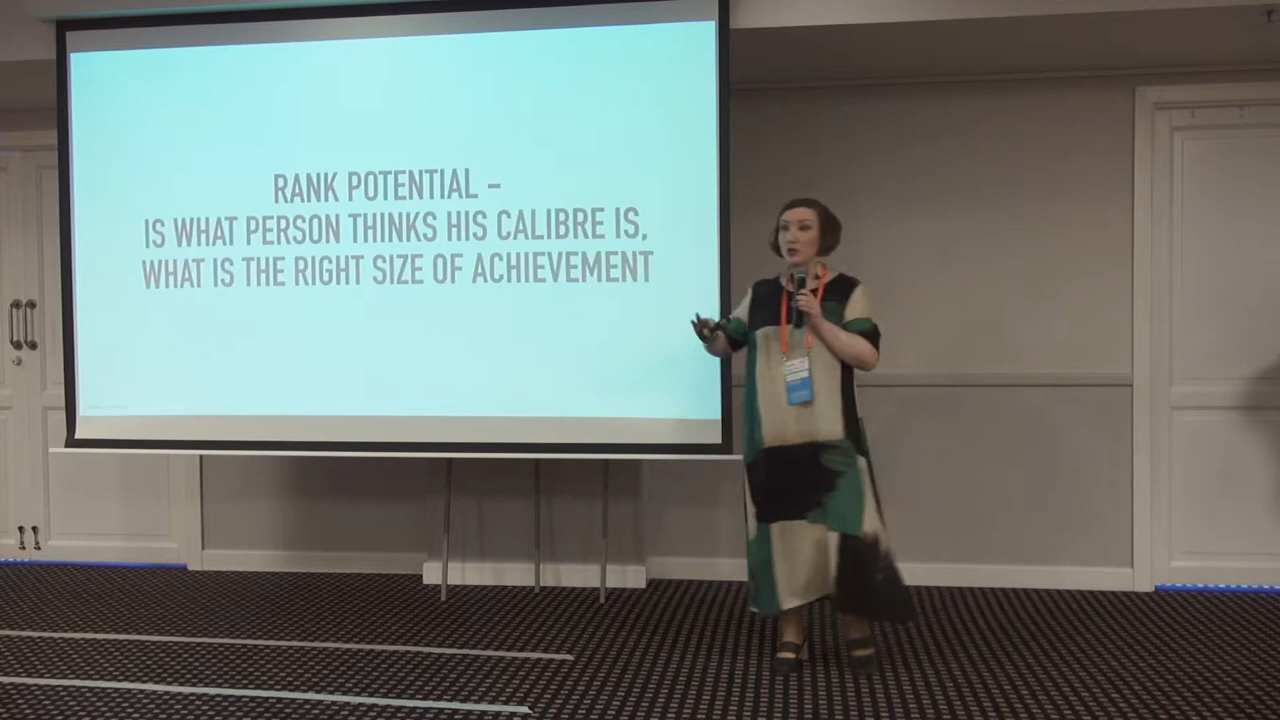 RANK POTENTIAL –
IS WHAT PERSON THINKS HIS CALIBRE IS,
WHAT IS THE RIGHT SIZE OF ACHIEVEMENT